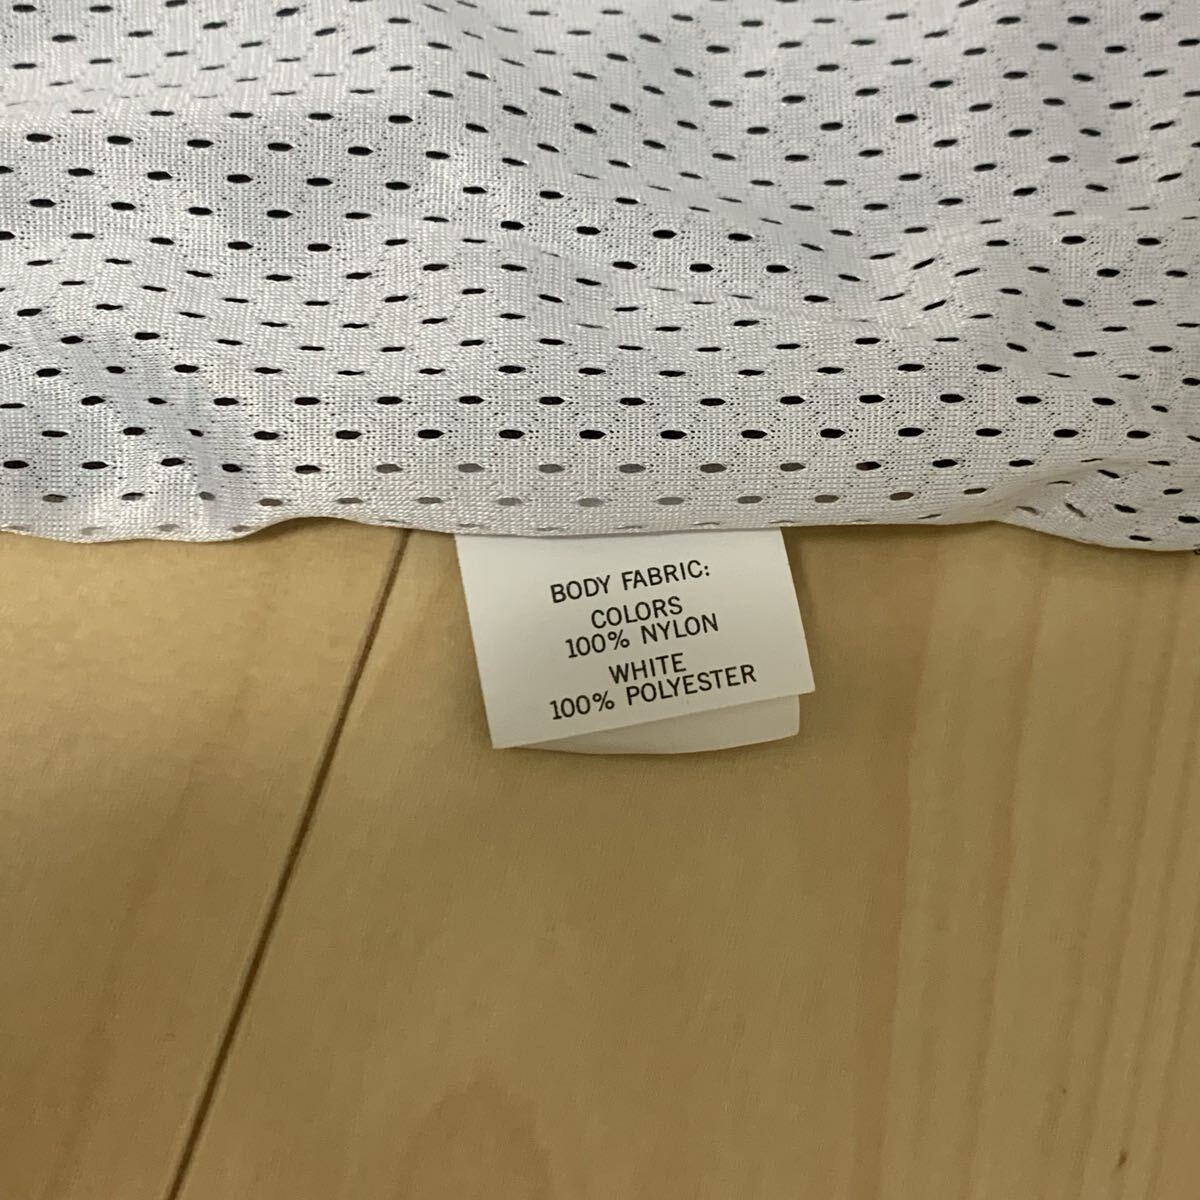 BODY FABRIC:
COLORS
100% NYLON
WHITE
100% POLYESTER